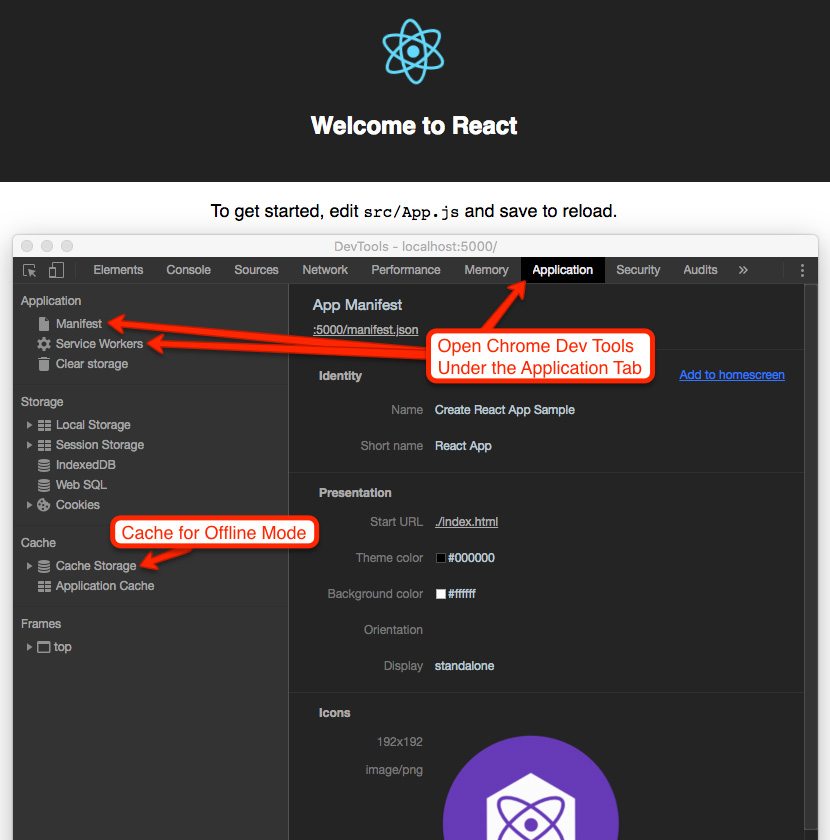 Welcome to React
To get started, edit src/App.js and save to reload.
DevTools - localhost:5000/
Elements Console Sources Network Performance Memory Application Security Audits »
Application
Manifest
Service Workers
Clear storage
Storage
Local Storage
Session Storage
IndexedDB
Web SQL
Cookies
Cache for Offline Mode
Cache
Cache Storage
Application Cache
Frames
top
App Manifest
:5000/manifest.json
Open Chrome Dev Tools
Under the Application Tab
Identity
Add to homescreen
Name Create React App Sample
Short name React App
Presentation
Start URL ./index.html
Theme color #000000
Background color #ffffff
Orientation
Display standalone
Icons
192x192
image/png